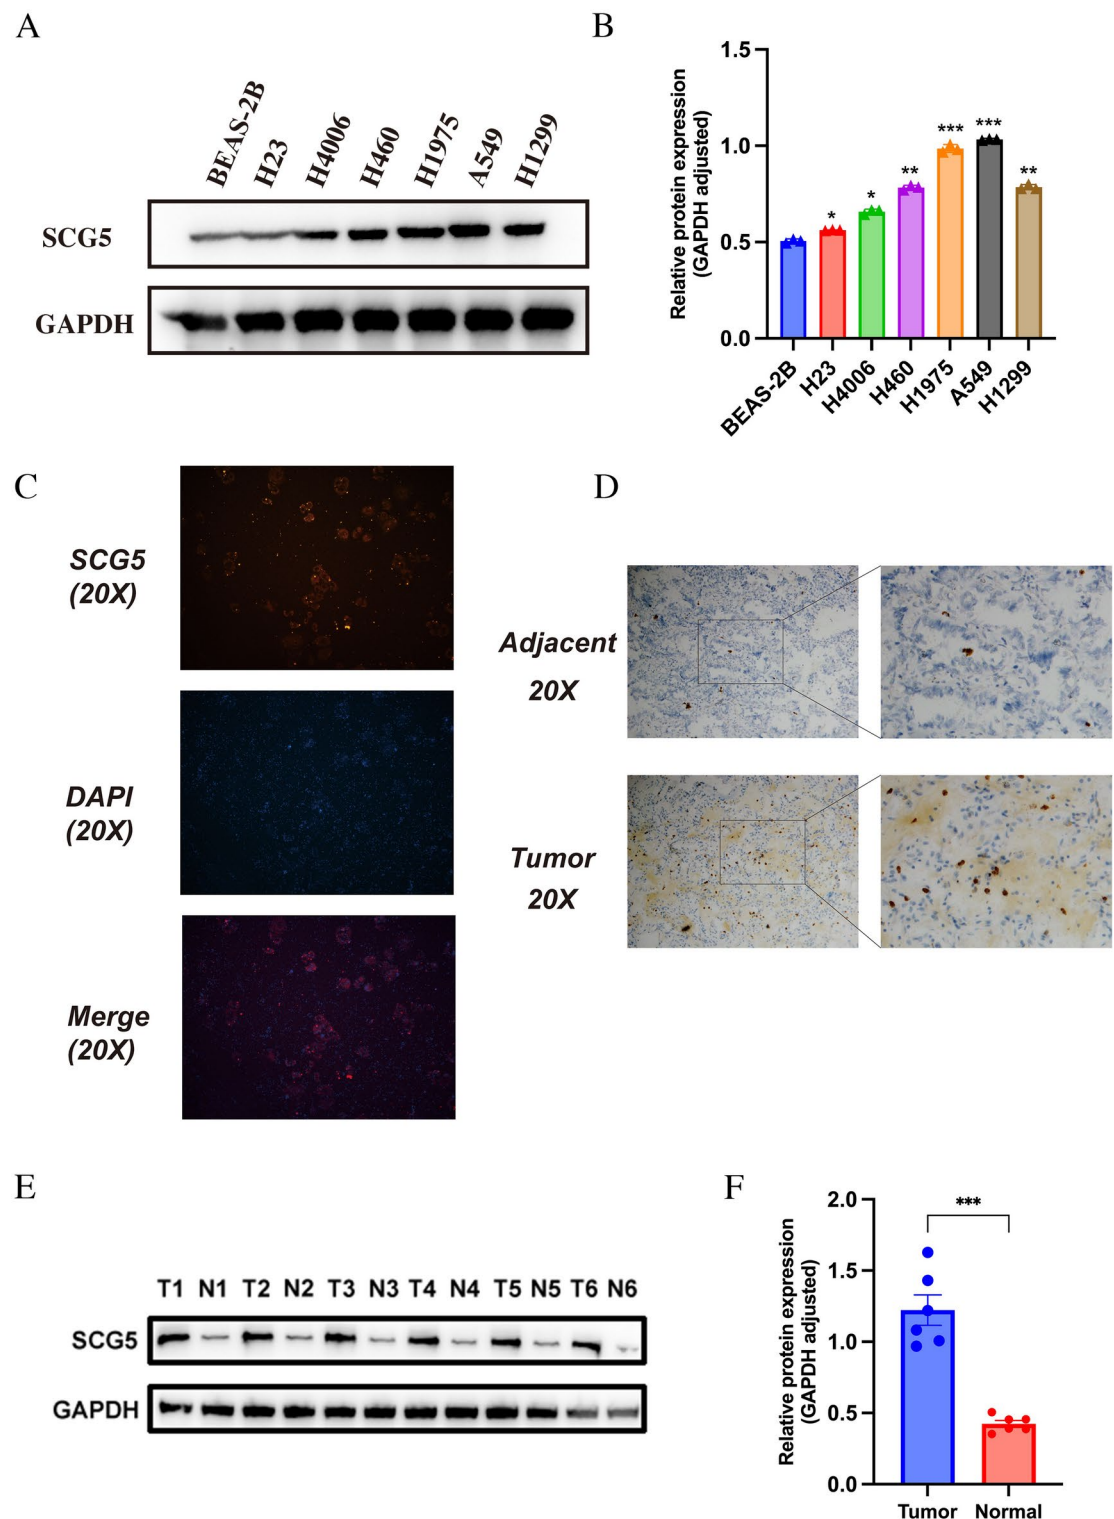 A
BEAS-2B
H23
H4006
H460
H1975
A549
H1299
SCG5
GAPDH
B
Relative protein expression
(GAPDH adjusted)
1.5
1.0
0.5
0.0
*
*
**
***
***
**
BEAS-2B
H23
H4006
H460
H1975
A549
H1299
C
SCG5
(20X)
DAPI
(20X)
Merge
(20X)
D
Adjacent
20X
Tumor
20X
E
T1 N1 T2 N2 T3 N3 T4 N4 T5 N5 T6 N6
SCG5
GAPDH
F
Relative protein expression
(GAPDH adjusted)
2.0
1.5
1.0
0.5
0.0
***
Tumor Normal